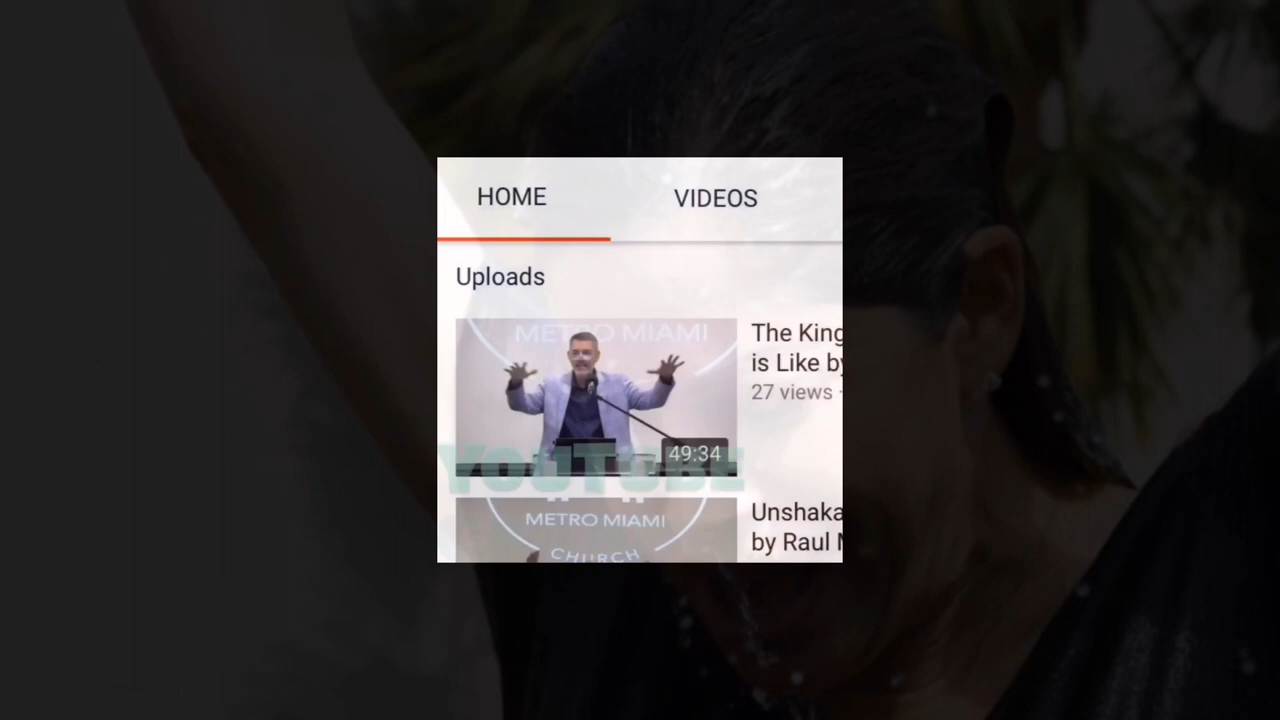 HOME VIDEOS
Uploads
METRO MIAMI
The King
is Like by
27 views ·
49:34
YOUTUBE
METRO MIAMI
CHURCH
Unshaka
by Raul M